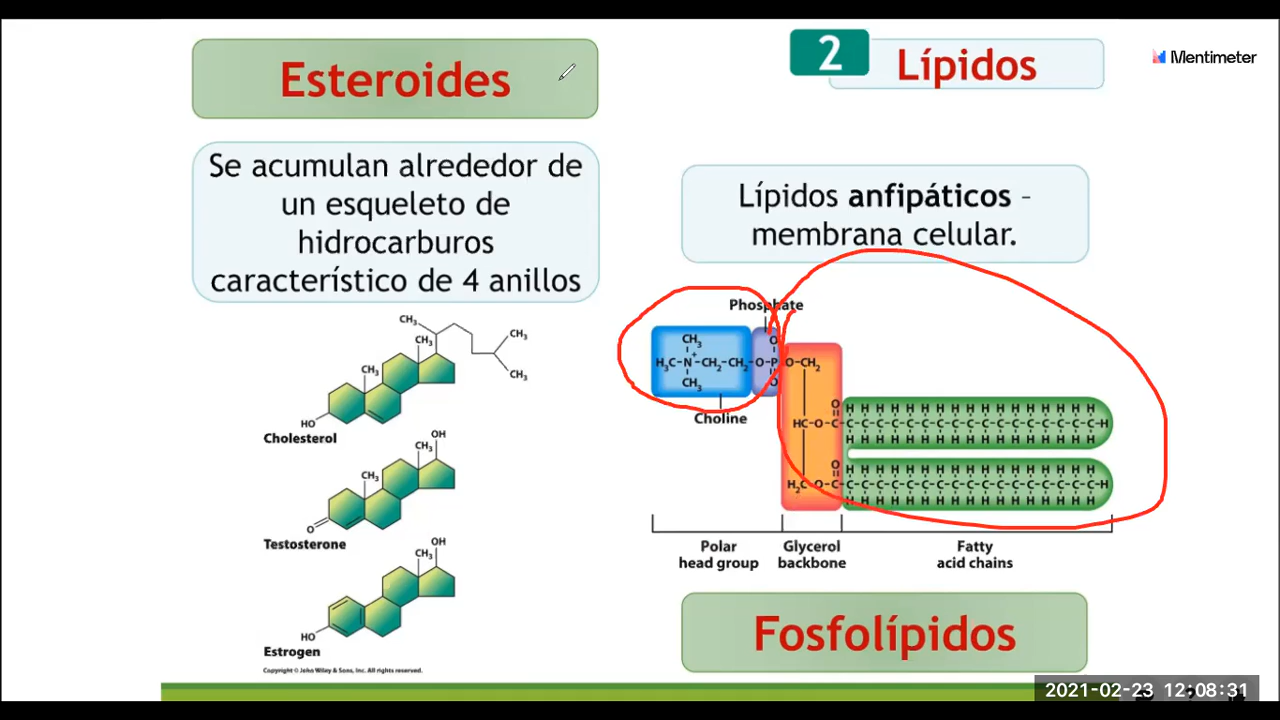 Esteroides
2
Lípidos
Mentimeter
Se acumulan alrededor de
un esqueleto de
hidrocarburos
característico de 4 anillos
Lípidos anfipáticos –
membrana celular.
CH₃
CH₃
CH₃
CH₃
CH₃
HO
Cholesterol
OH
CH₃
CH₃
O
Testosterone
OH
CH₃
HO
Estrogen
Copyright © John Wiley & Sons, Inc. All rights reserved.
Phosphate
CH₃
O
H₃C-N⁺-CH₂-CH₂-O-P-O-CH₂
CH₃
O
Choline
O
H H H H H H H H H H H H H H H H H
HC-O-C-C-C-C-C-C-C-C-C-C-C-C-C-C-C-C-C-C-H
H H H H H H H H H H H H H H H H H
O
H H H H H H H H H H H H H H H H H
H₂C-O-C-C-C-C-C-C-C-C-C-C-C-C-C-C-C-C-C-C-H
H H H H H H H H H H H H H H H H H
Polar
head group
Glycerol
backbone
Fatty
acid chains
Fosfolípidos
2021-02-23 12:08:31